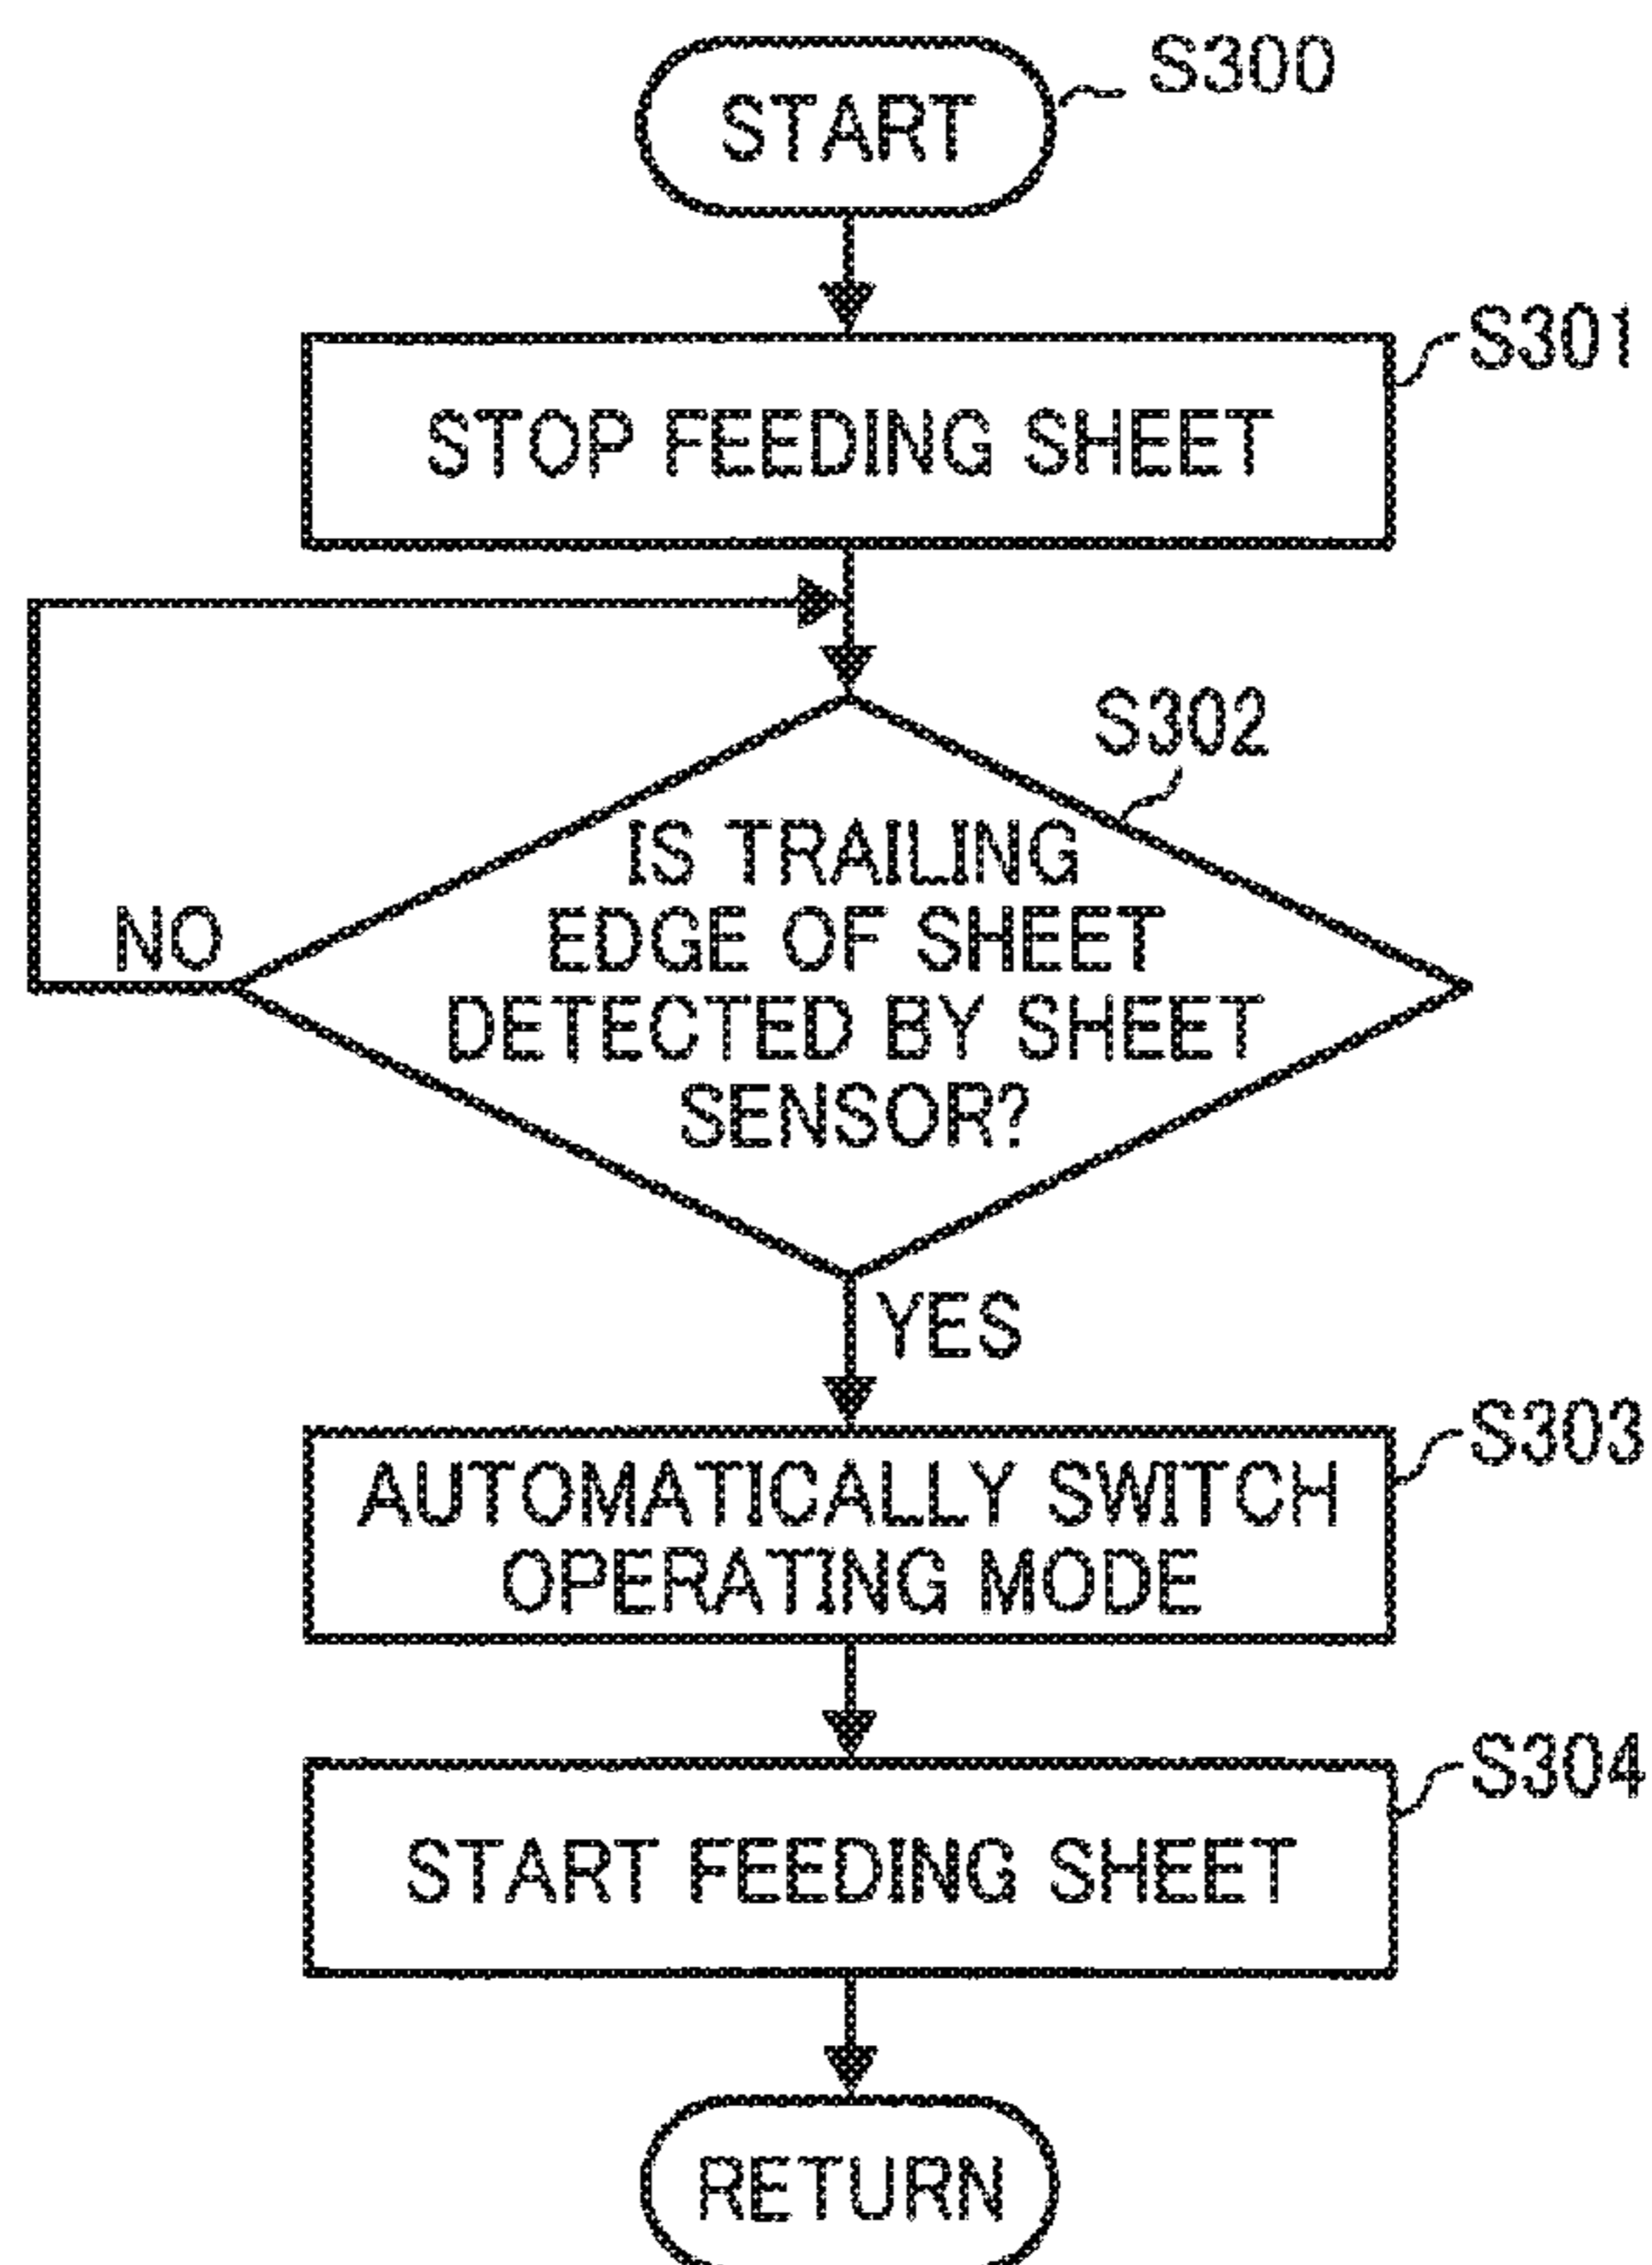 START
S300
S301
STOP FEEDING SHEET
S302
IS TRAILING
EDGE OF SHEET
DETECTED BY SHEET
SENSOR?
NO
YES
S303
AUTOMATICALLY SWITCH
OPERATING MODE
S304
START FEEDING SHEET
RETURN